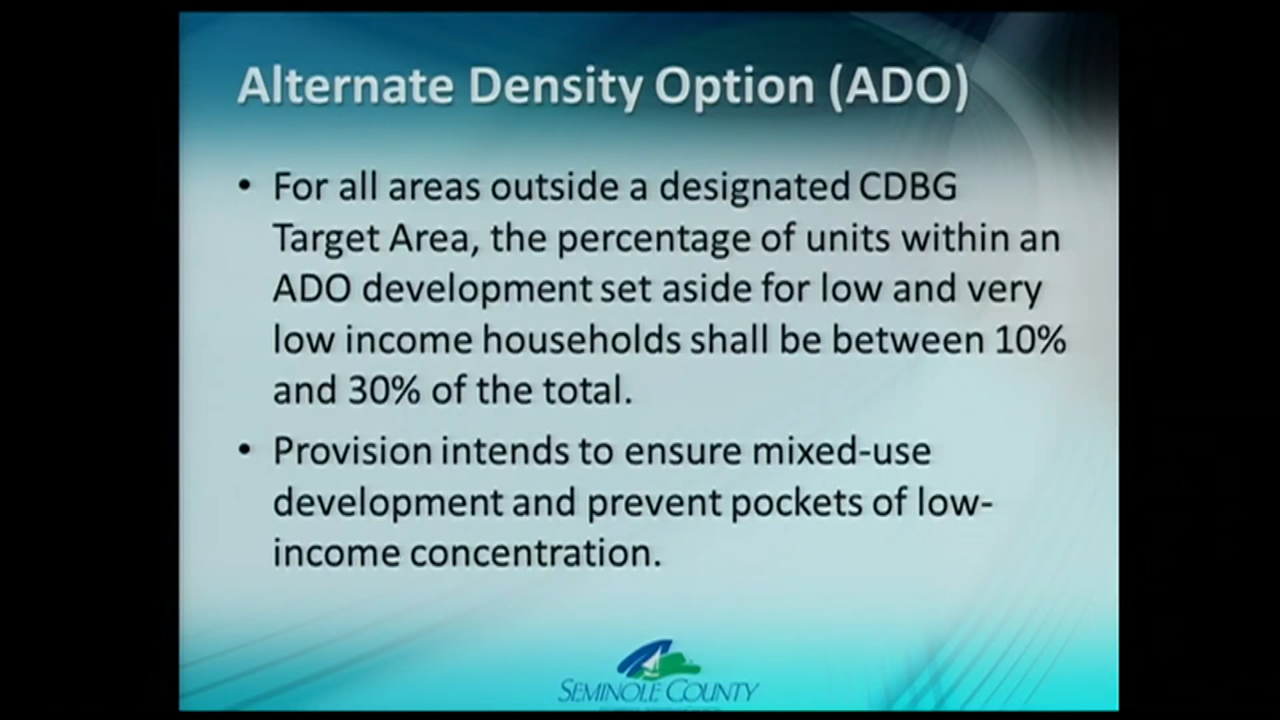 Alternate Density Option (ADO)
• For all areas outside a designated CDBG
Target Area, the percentage of units within an
ADO development set aside for low and very
low income households shall be between 10%
and 30% of the total.
• Provision intends to ensure mixed-use
development and prevent pockets of low-
income concentration.
SEMINOLE COUNTY